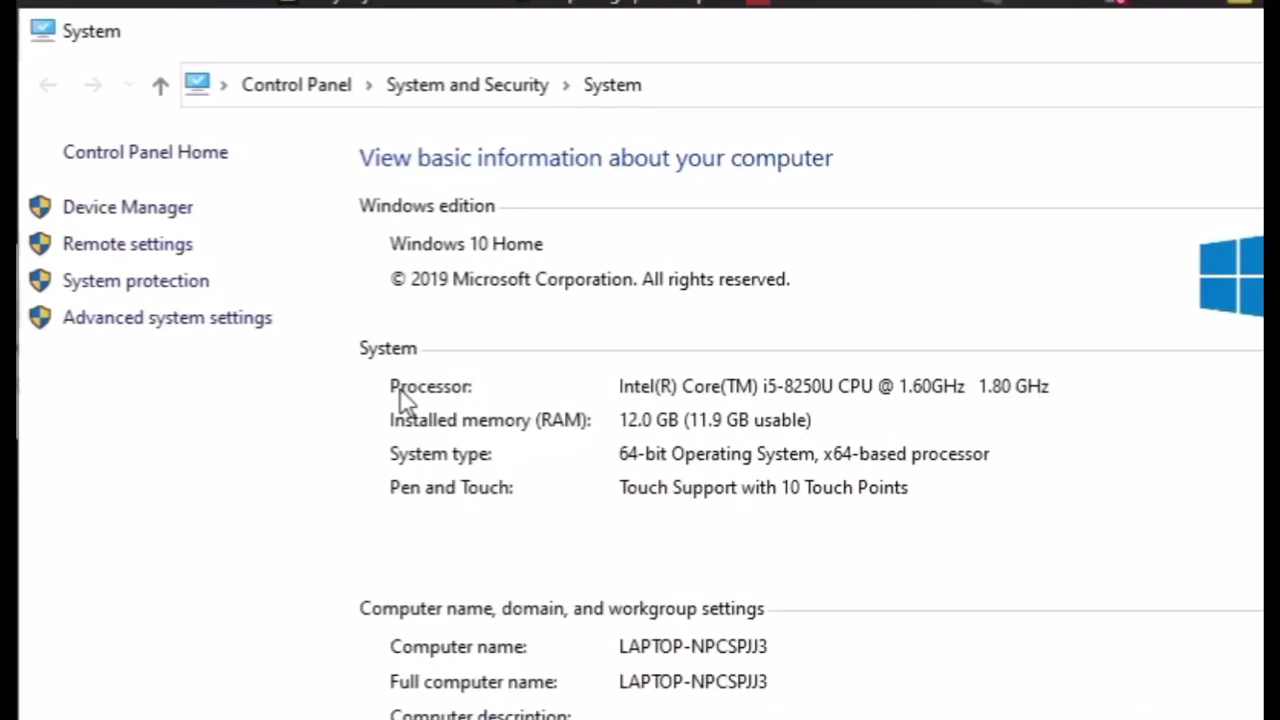 System
Control Panel > System and Security > System
Control Panel Home
Device Manager
Remote settings
System protection
Advanced system settings
View basic information about your computer
Windows edition
Windows 10 Home
© 2019 Microsoft Corporation. All rights reserved.
System
Processor: Intel(R) Core(TM) i5-8250U CPU @ 1.60GHz 1.80 GHz
Installed memory (RAM): 12.0 GB (11.9 GB usable)
System type: 64-bit Operating System, x64-based processor
Pen and Touch: Touch Support with 10 Touch Points
Computer name, domain, and workgroup settings
Computer name: LAPTOP-NPCSPJJ3
Full computer name: LAPTOP-NPCSPJJ3
Computer description: